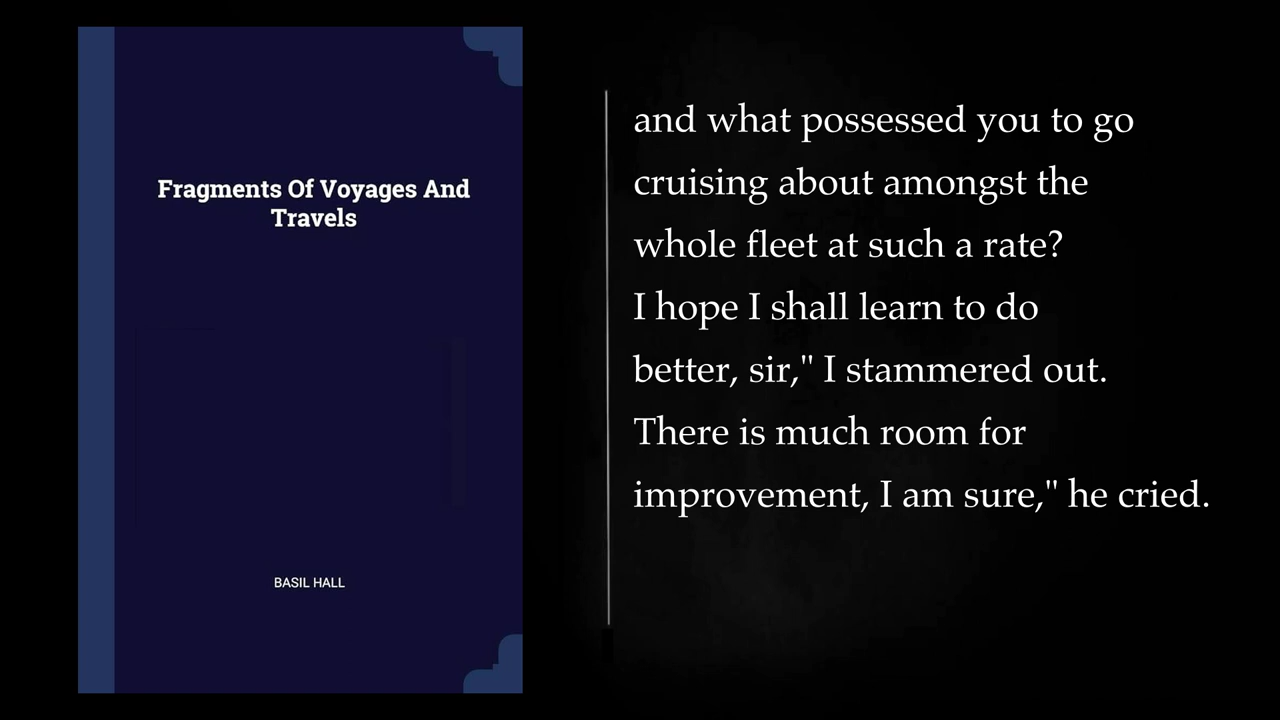 Fragments Of Voyages And
Travels
BASIL HALL
and what possessed you to go
cruising about amongst the
whole fleet at such a rate?
I hope I shall learn to do
better, sir," I stammered out.
There is much room for
improvement, I am sure," he cried.